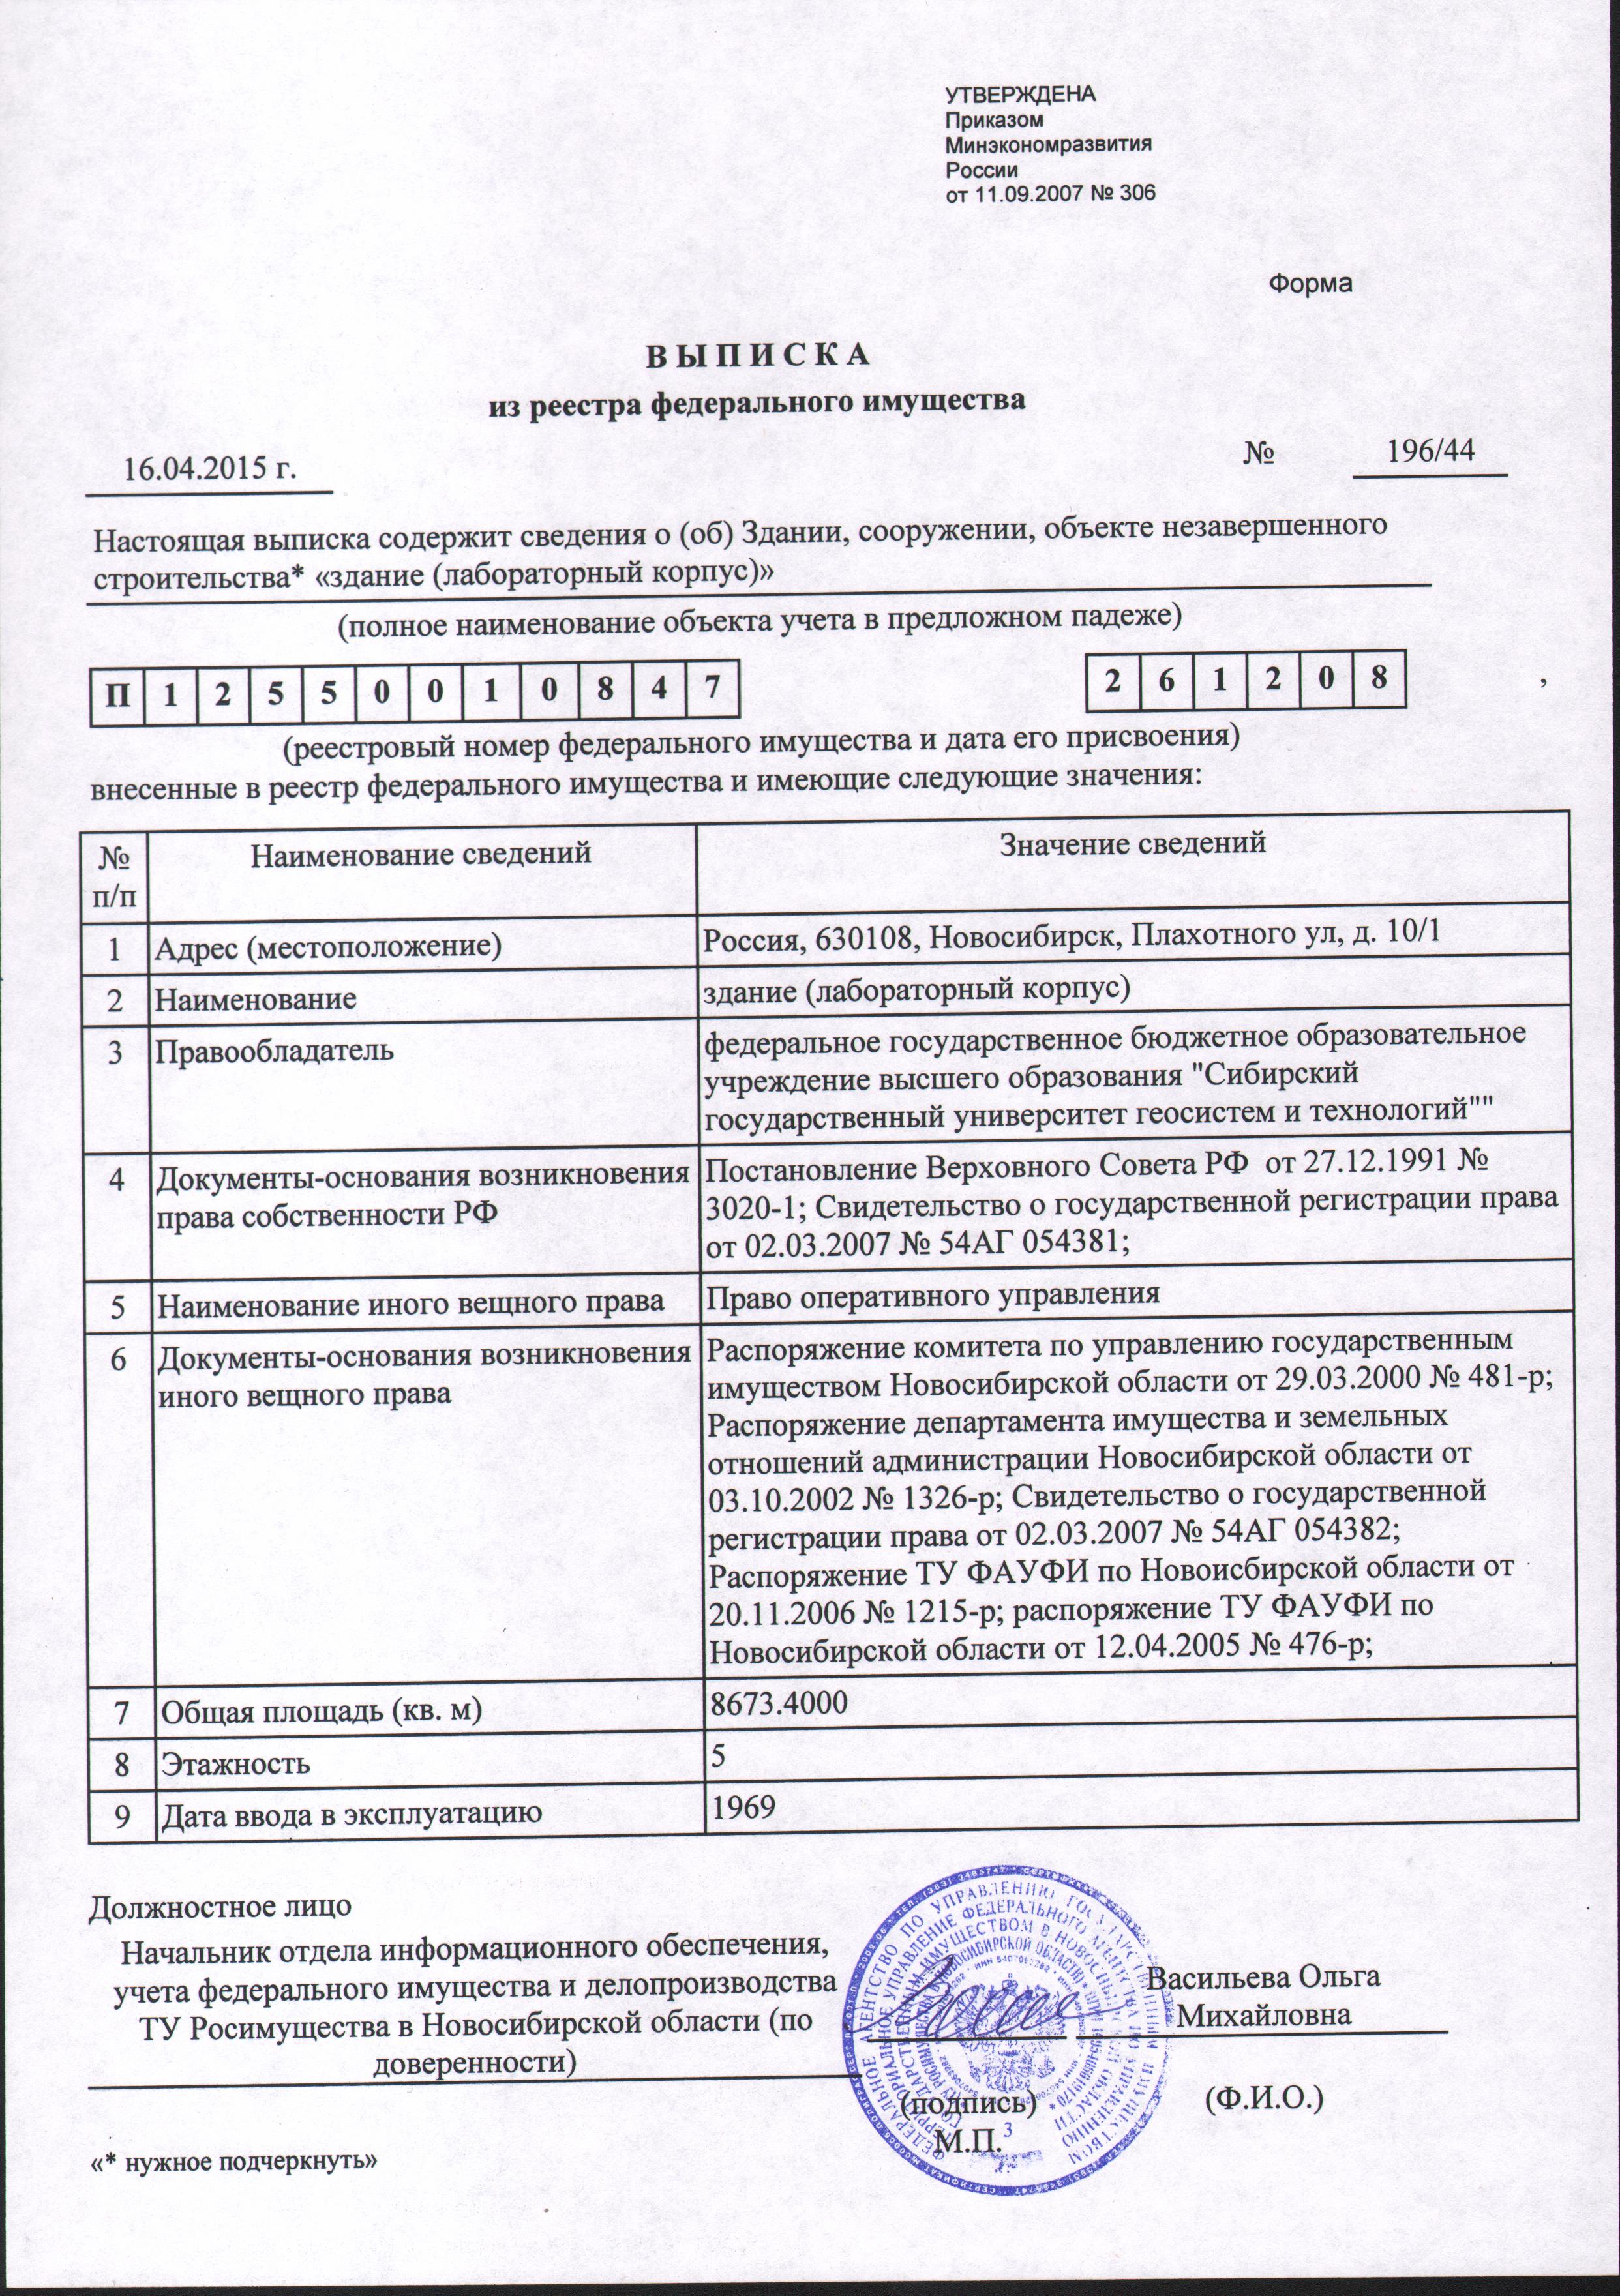 УТВЕРЖДЕНА
Приказом
Минэкономразвития
России
от 11.09.2007 № 306
Форма
В Ы П И С К А
из реестра федерального имущества
16.04.2015 г.
№ 196/44
Настоящая выписка содержит сведения о (об) Здании, сооружении, объекте незавершенного
строительства* «здание (лабораторный корпус)»
(полное наименование объекта учета в предложном падеже)
П 1 2 5 5 0 0 1 0 8 4 7 2 6 1 2 0 8 ,
(реестровый номер федерального имущества и дата его присвоения)
внесенные в реестр федерального имущества и имеющие следующие значения:
№
п/п
Наименование сведений
Значение сведений
1 Адрес (местоположение) Россия, 630108, Новосибирск, Плахотного ул, д. 10/1
2 Наименование здание (лабораторный корпус)
3 Правообладатель федеральное государственное бюджетное образовательное
учреждение высшего образования "Сибирский
государственный университет геосистем и технологий""
4 Документы-основания возникновения
права собственности РФ
Постановление Верховного Совета РФ от 27.12.1991 №
3020-1; Свидетельство о государственной регистрации права
от 02.03.2007 № 54АГ 054381;
5 Наименование иного вещного права Право оперативного управления
6 Документы-основания возникновения
иного вещного права
Распоряжение комитета по управлению государственным
имуществом Новосибирской области от 29.03.2000 № 481-р;
Распоряжение департамента имущества и земельных
отношений администрации Новосибирской области от
03.10.2002 № 1326-р; Свидетельство о государственной
регистрации права от 02.03.2007 № 54АГ 054382;
Распоряжение ТУ ФАУФИ по Новоисбирской области от
20.11.2006 № 1215-р; распоряжение ТУ ФАУФИ по
Новосибирской области от 12.04.2005 № 476-р;
7 Общая площадь (кв. м) 8673.4000
8 Этажность 5
9 Дата ввода в эксплуатацию 1969
Должностное лицо
Начальник отдела информационного обеспечения,
учета федерального имущества и делопроизводства
ТУ Росимущества в Новосибирской области (по
доверенности)
Васильева Ольга
Михайловна
(подпись)
М.П.
(Ф.И.О.)
ФЕДЕРАЛЬНОЕ АГЕНТСТВО ПО УПРАВЛЕНИЮ ГОСУДАРСТВЕННЫМ ИМУЩЕСТВОМ
3
«* нужное подчеркнуть»